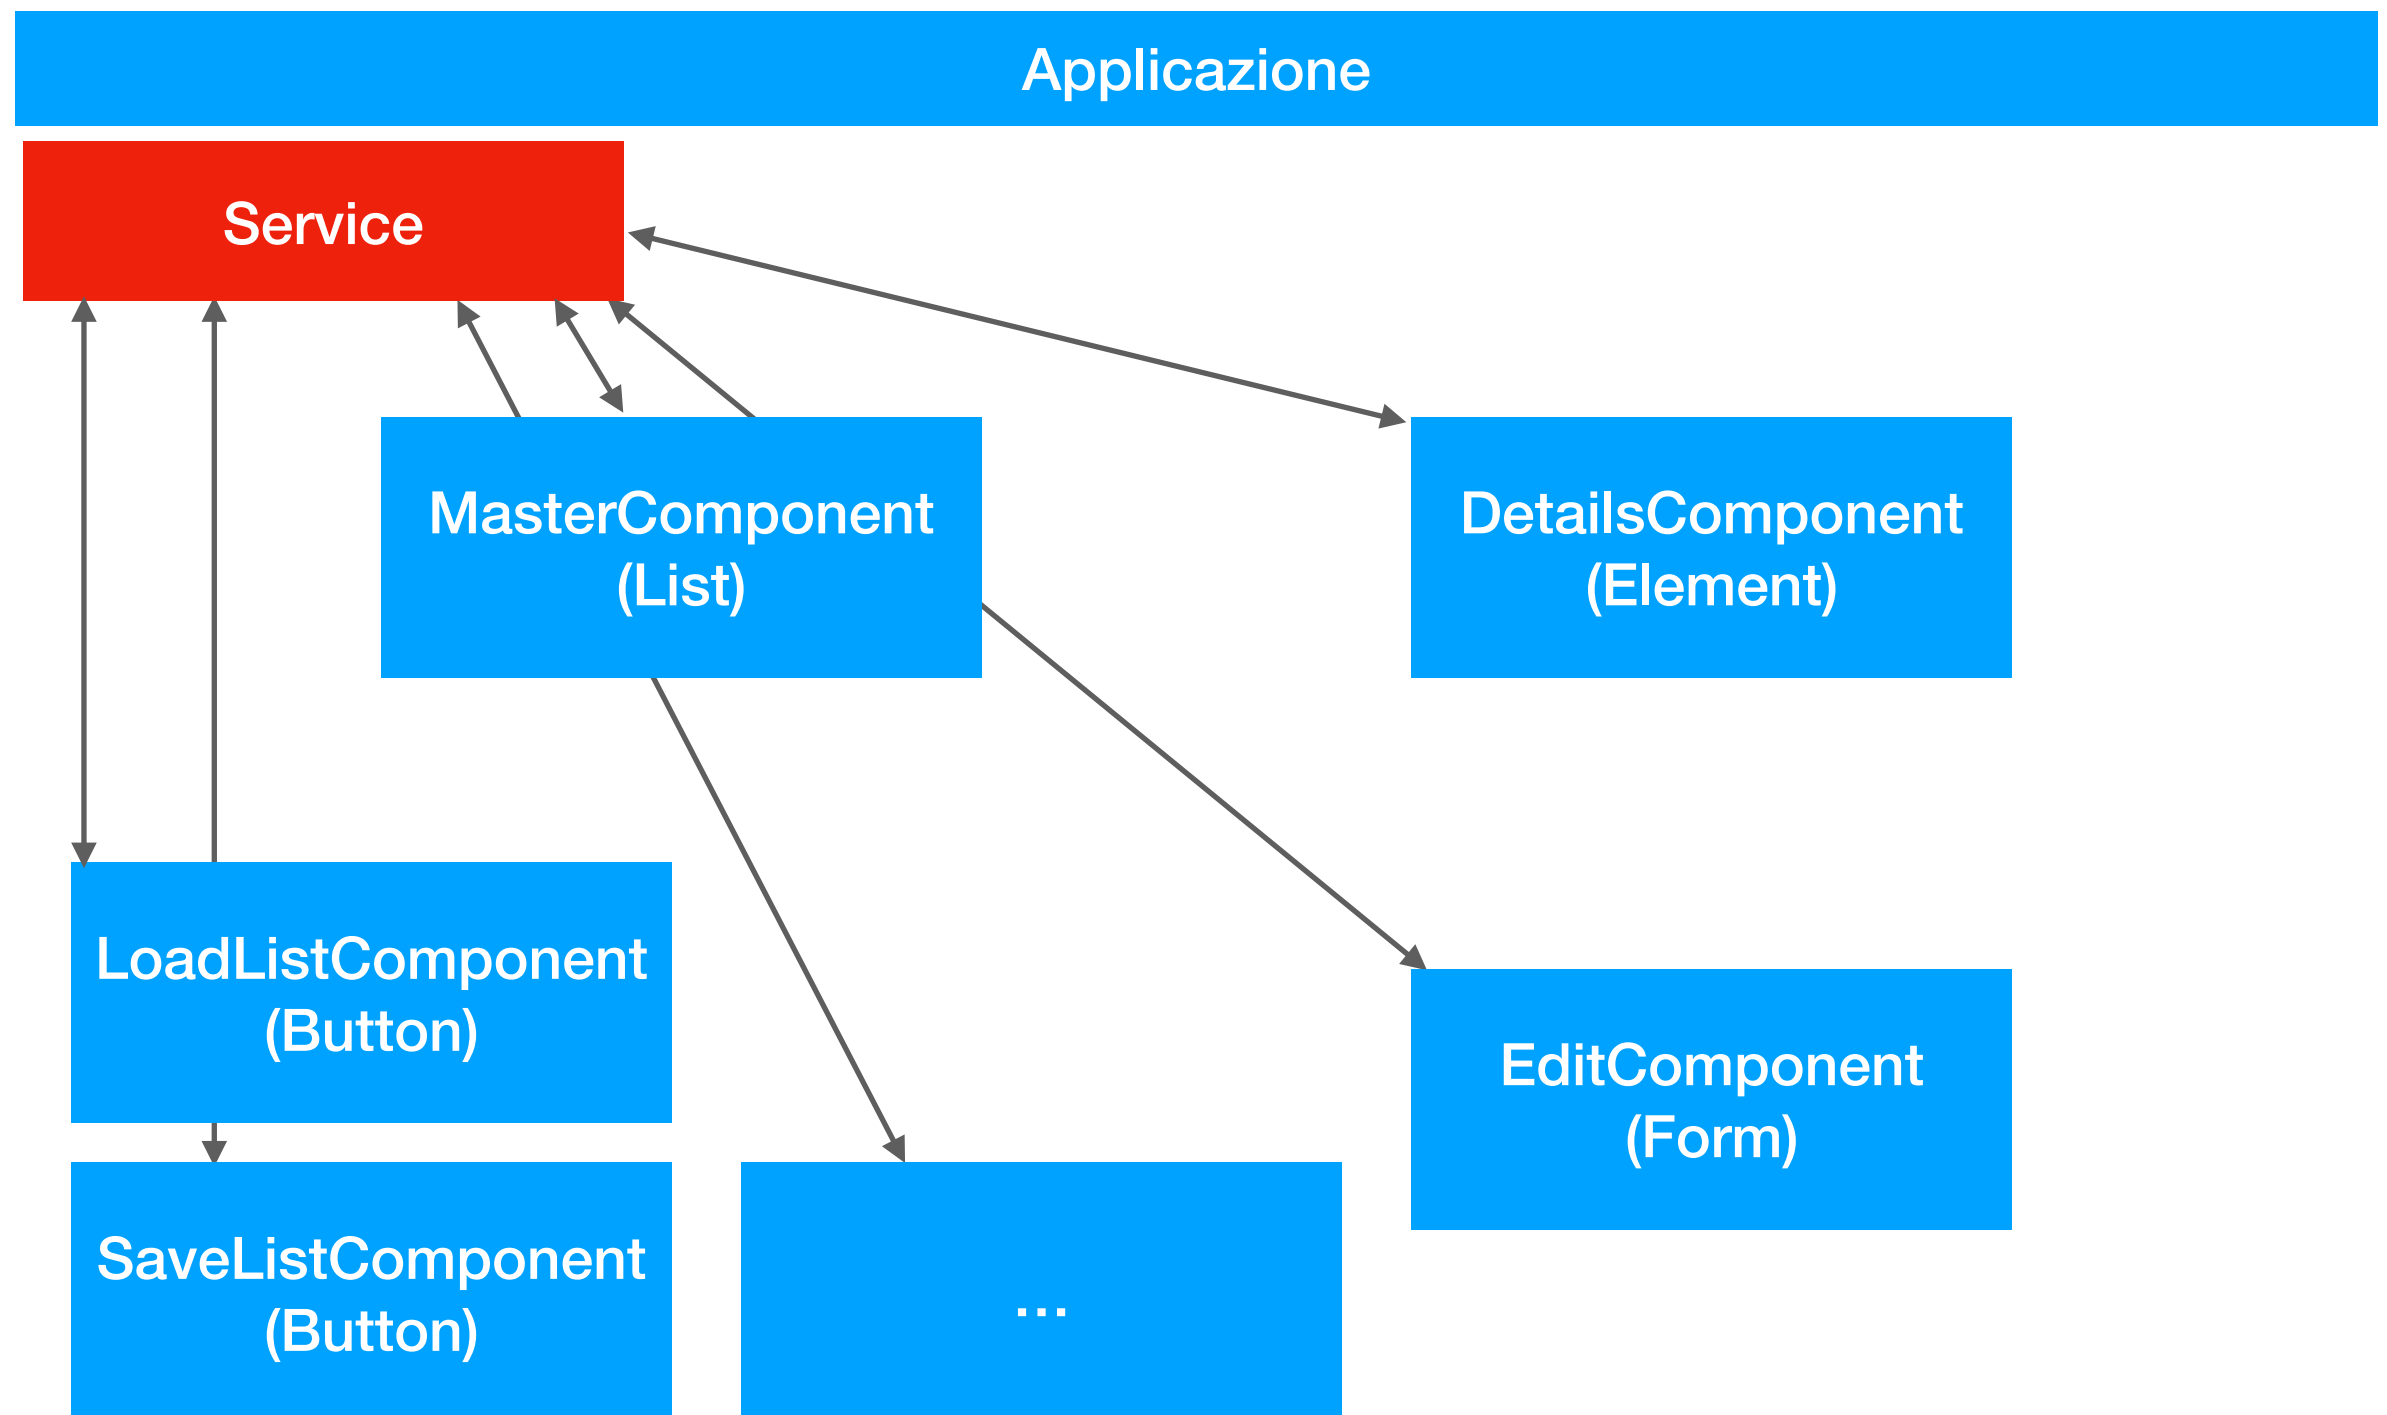 Applicazione
Service
MasterComponent
(List)
DetailsComponent
(Element)
LoadListComponent
(Button)
EditComponent
(Form)
SaveListComponent
(Button)
...